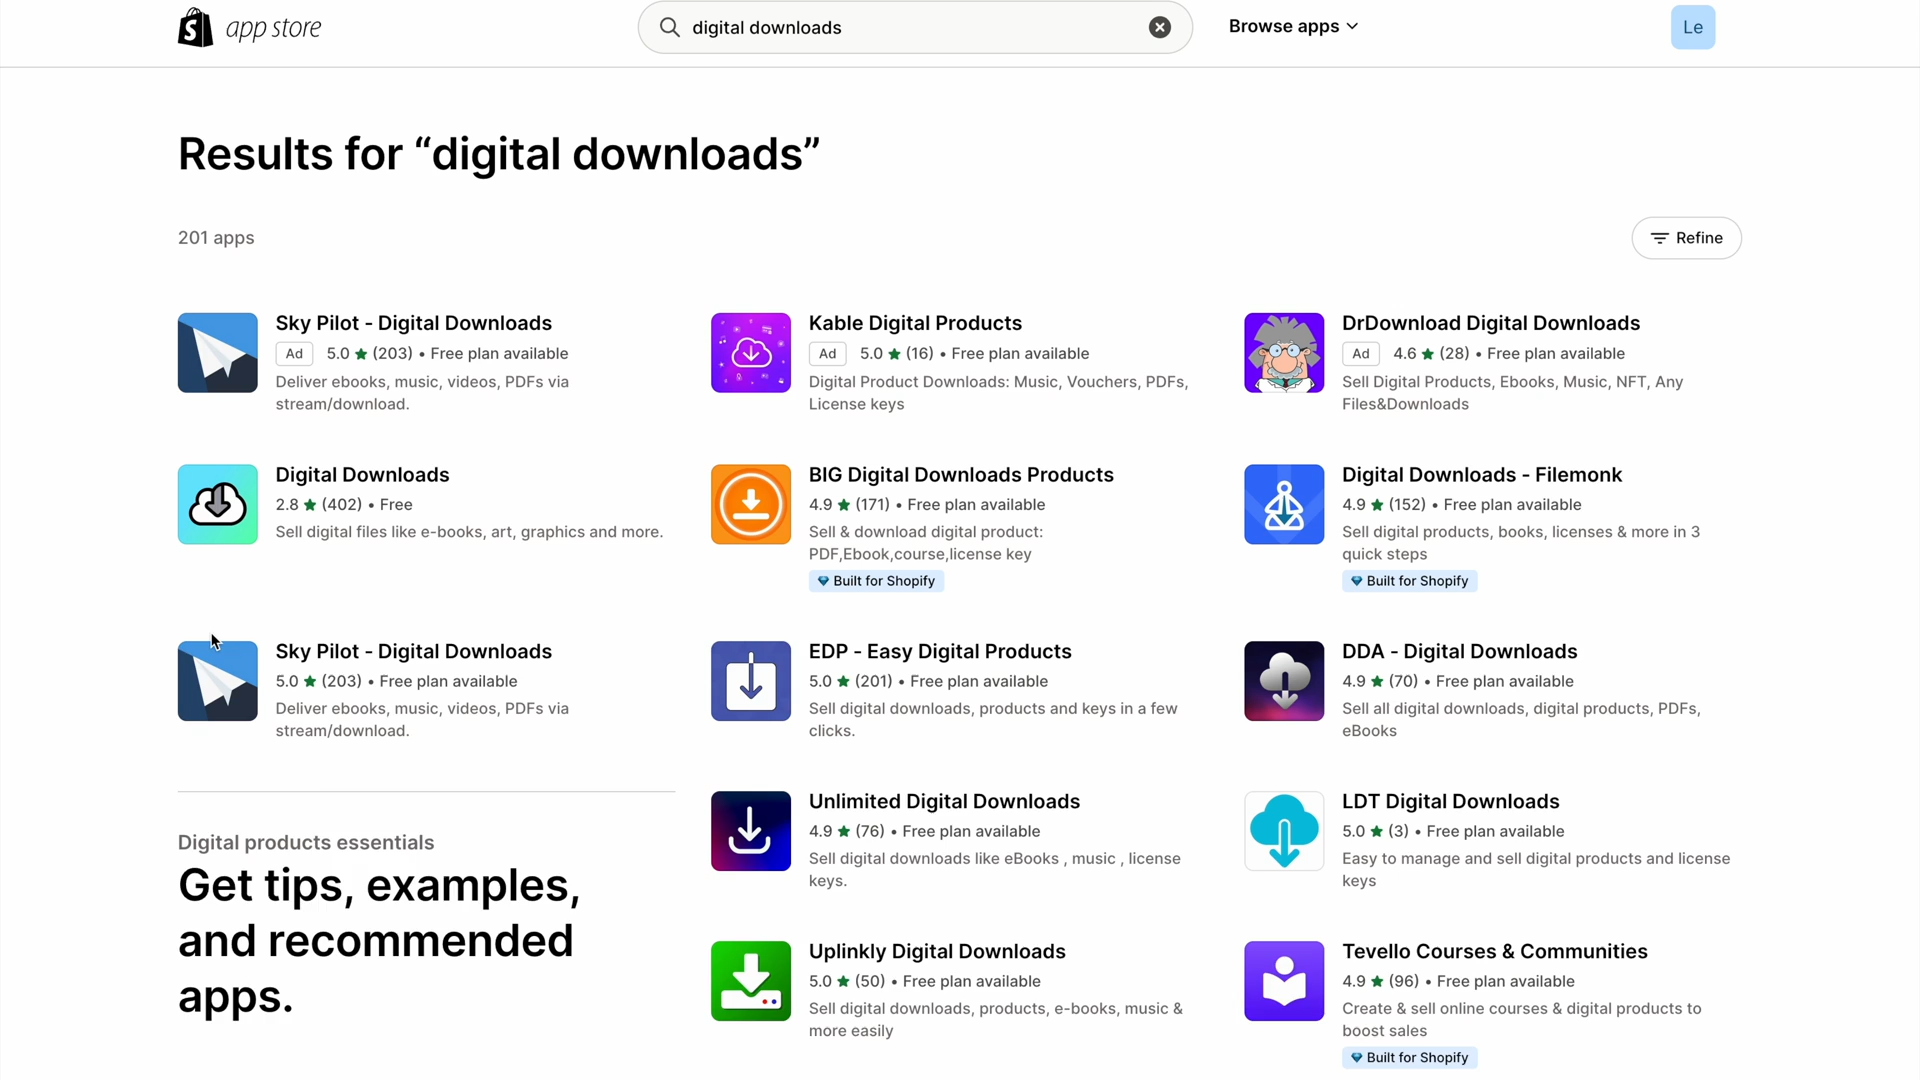 app store
digital downloads
Browse apps
Le
Results for “digital downloads”
201 apps
Refine
Sky Pilot - Digital Downloads
Ad 5.0 ★ (203) • Free plan available
Deliver ebooks, music, videos, PDFs via
stream/download.
Kable Digital Products
Ad 5.0 ★ (16) • Free plan available
Digital Product Downloads: Music, Vouchers, PDFs,
License keys
DrDownload Digital Downloads
Ad 4.6 ★ (28) • Free plan available
Sell Digital Products, Ebooks, Music, NFT, Any
Files&Downloads
Digital Downloads
2.8 ★ (402) • Free
Sell digital files like e-books, art, graphics and more.
BIG Digital Downloads Products
4.9 ★ (171) • Free plan available
Sell & download digital product:
PDF,Ebook,course,license key
Built for Shopify
Digital Downloads - Filemonk
4.9 ★ (152) • Free plan available
Sell digital products, books, licenses & more in 3
quick steps
Built for Shopify
Sky Pilot - Digital Downloads
5.0 ★ (203) • Free plan available
Deliver ebooks, music, videos, PDFs via
stream/download.
EDP - Easy Digital Products
5.0 ★ (201) • Free plan available
Sell digital downloads, products and keys in a few
clicks.
DDA - Digital Downloads
4.9 ★ (70) • Free plan available
Sell all digital downloads, digital products, PDFs,
eBooks
Digital products essentials
Get tips, examples,
and recommended
apps.
Unlimited Digital Downloads
4.9 ★ (76) • Free plan available
Sell digital downloads like eBooks , music , license
keys.
LDT Digital Downloads
5.0 ★ (3) • Free plan available
Easy to manage and sell digital products and license
keys
Uplinkly Digital Downloads
5.0 ★ (50) • Free plan available
Sell digital downloads, products, e-books, music &
more easily
Tevello Courses & Communities
4.9 ★ (96) • Free plan available
Create & sell online courses & digital products to
boost sales
Built for Shopify